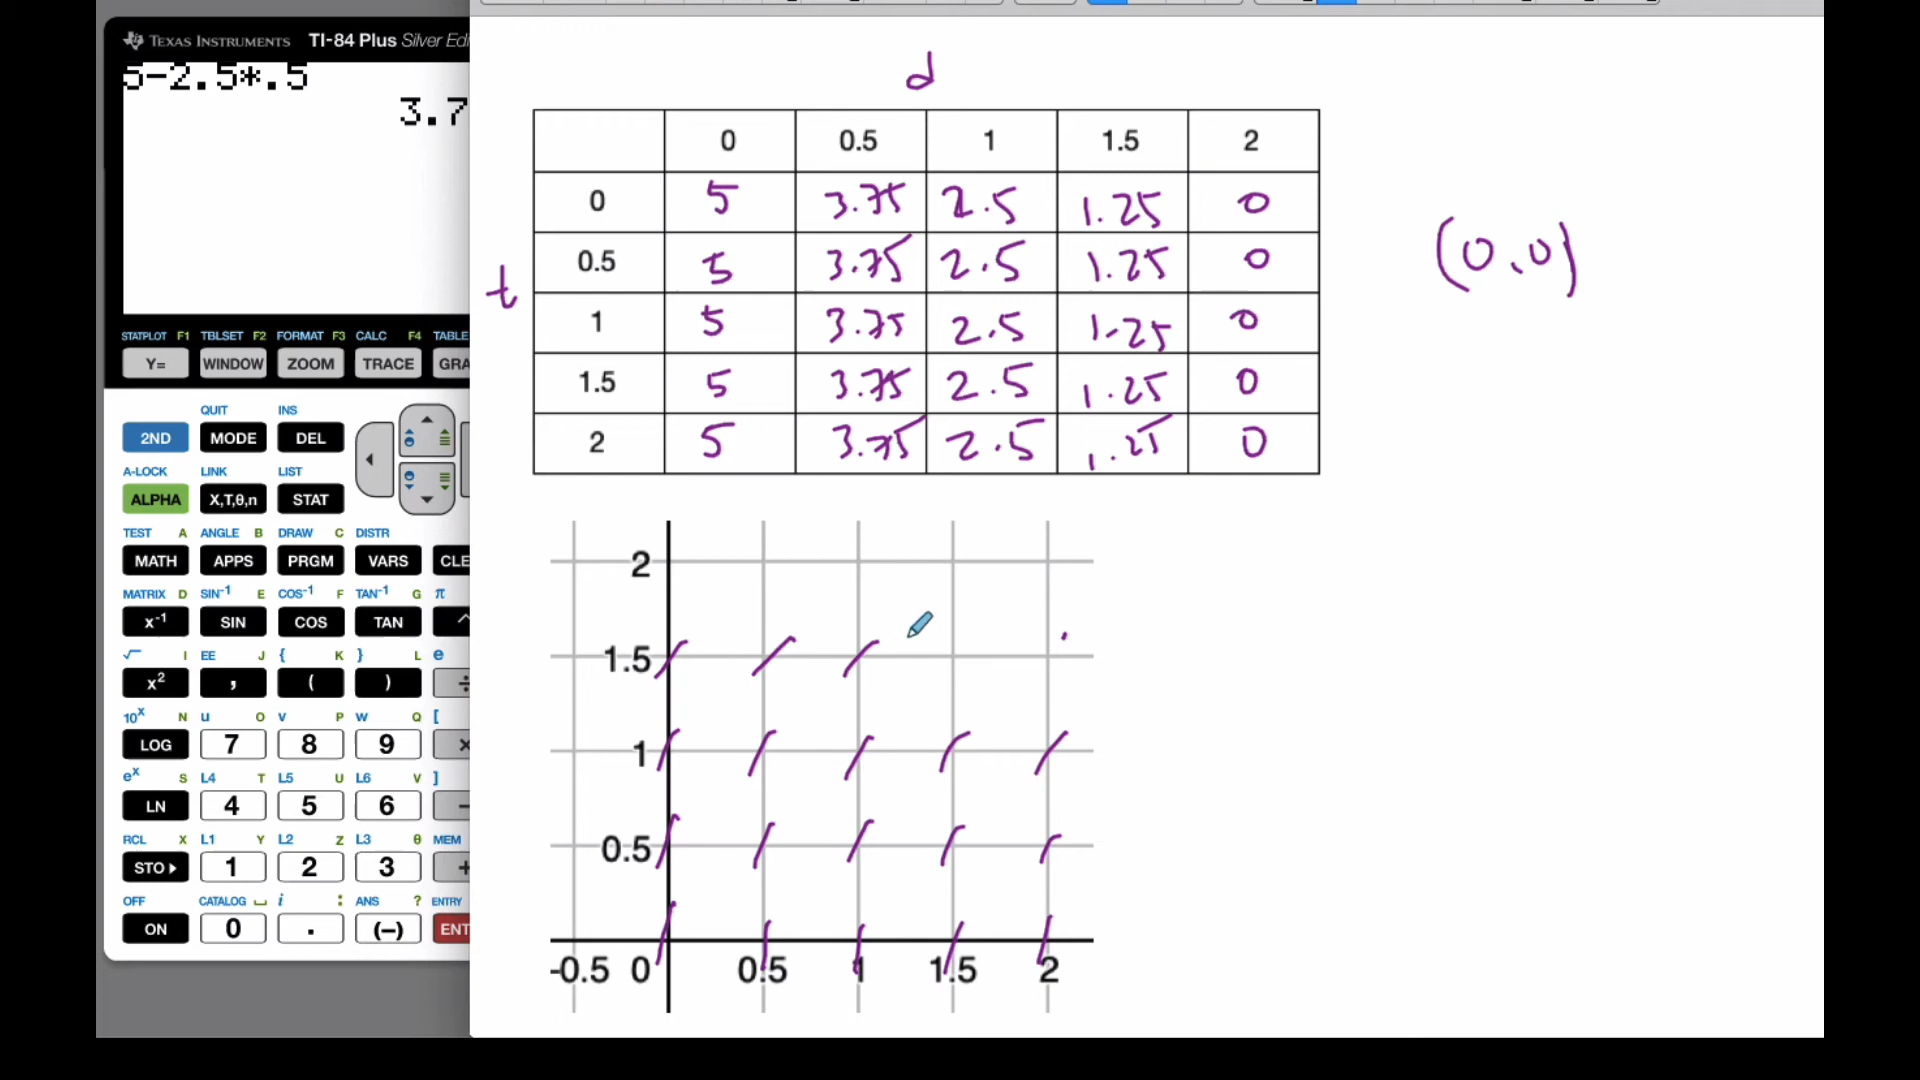 TEXAS INSTRUMENTS TI-84 Plus Silver Edi
5-2.5*.5
3.7
STATPLOT F1 TBLSET F2 FORMAT F3 CALC F4 TABLE
Y= WINDOW ZOOM TRACE GRA
QUIT INS
2ND MODE DEL
A-LOCK LINK LIST
ALPHA X,T,θ,n STAT
TEST A ANGLE B DRAW C DISTR
MATH APPS PRGM VARS CLE
MATRIX D SIN⁻¹ E COS⁻¹ F TAN⁻¹ G π
x⁻¹ SIN COS TAN ^
√ I EE J { K } L e
x² , ( ) ÷
10ˣ N u O v P w Q [
LOG 7 8 9 ×
eˣ S L4 T L5 U L6 V ]
LN 4 5 6 −
RCL X L1 Y L2 Z L3 θ MEM
STO▸ 1 2 3 +
OFF CATALOG ⎵ i : ANS ? ENTRY
ON 0 . (−) ENT
d
0 0.5 1 1.5 2
0 5 3.75 2.5 1.25 0
0.5 5 3.75 2.5 1.25 0
t
1 5 3.75 2.5 1.25 0
1.5 5 3.75 2.5 1.25 0
2 5 3.75 2.5 1.25 0
(0,0)
2
1.5
1
0.5
-0.5 0 0.5 1 1.5 2